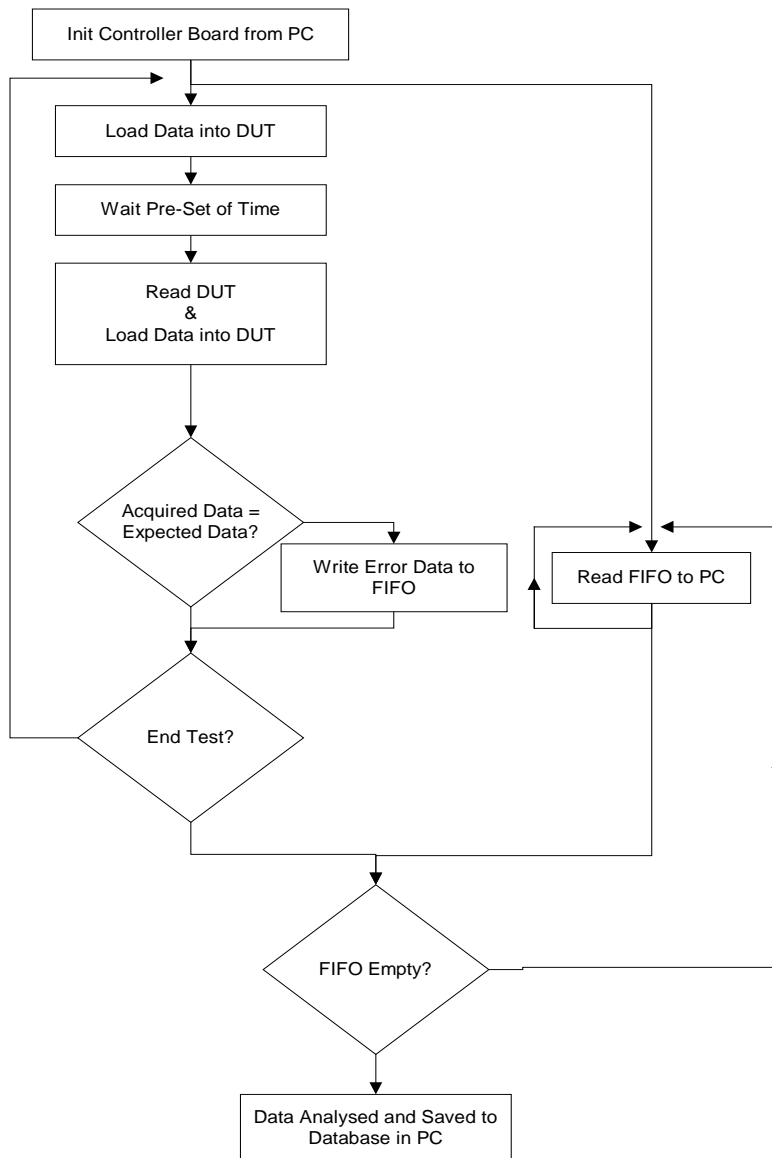 Init Controller Board from PC
Load Data into DUT
Wait Pre-Set of Time
Read DUT
&
Load Data into DUT
Acquired Data =
Expected Data?
Write Error Data to
FIFO
Read FIFO to PC
End Test?
FIFO Empty?
Data Analysed and Saved to
Database in PC